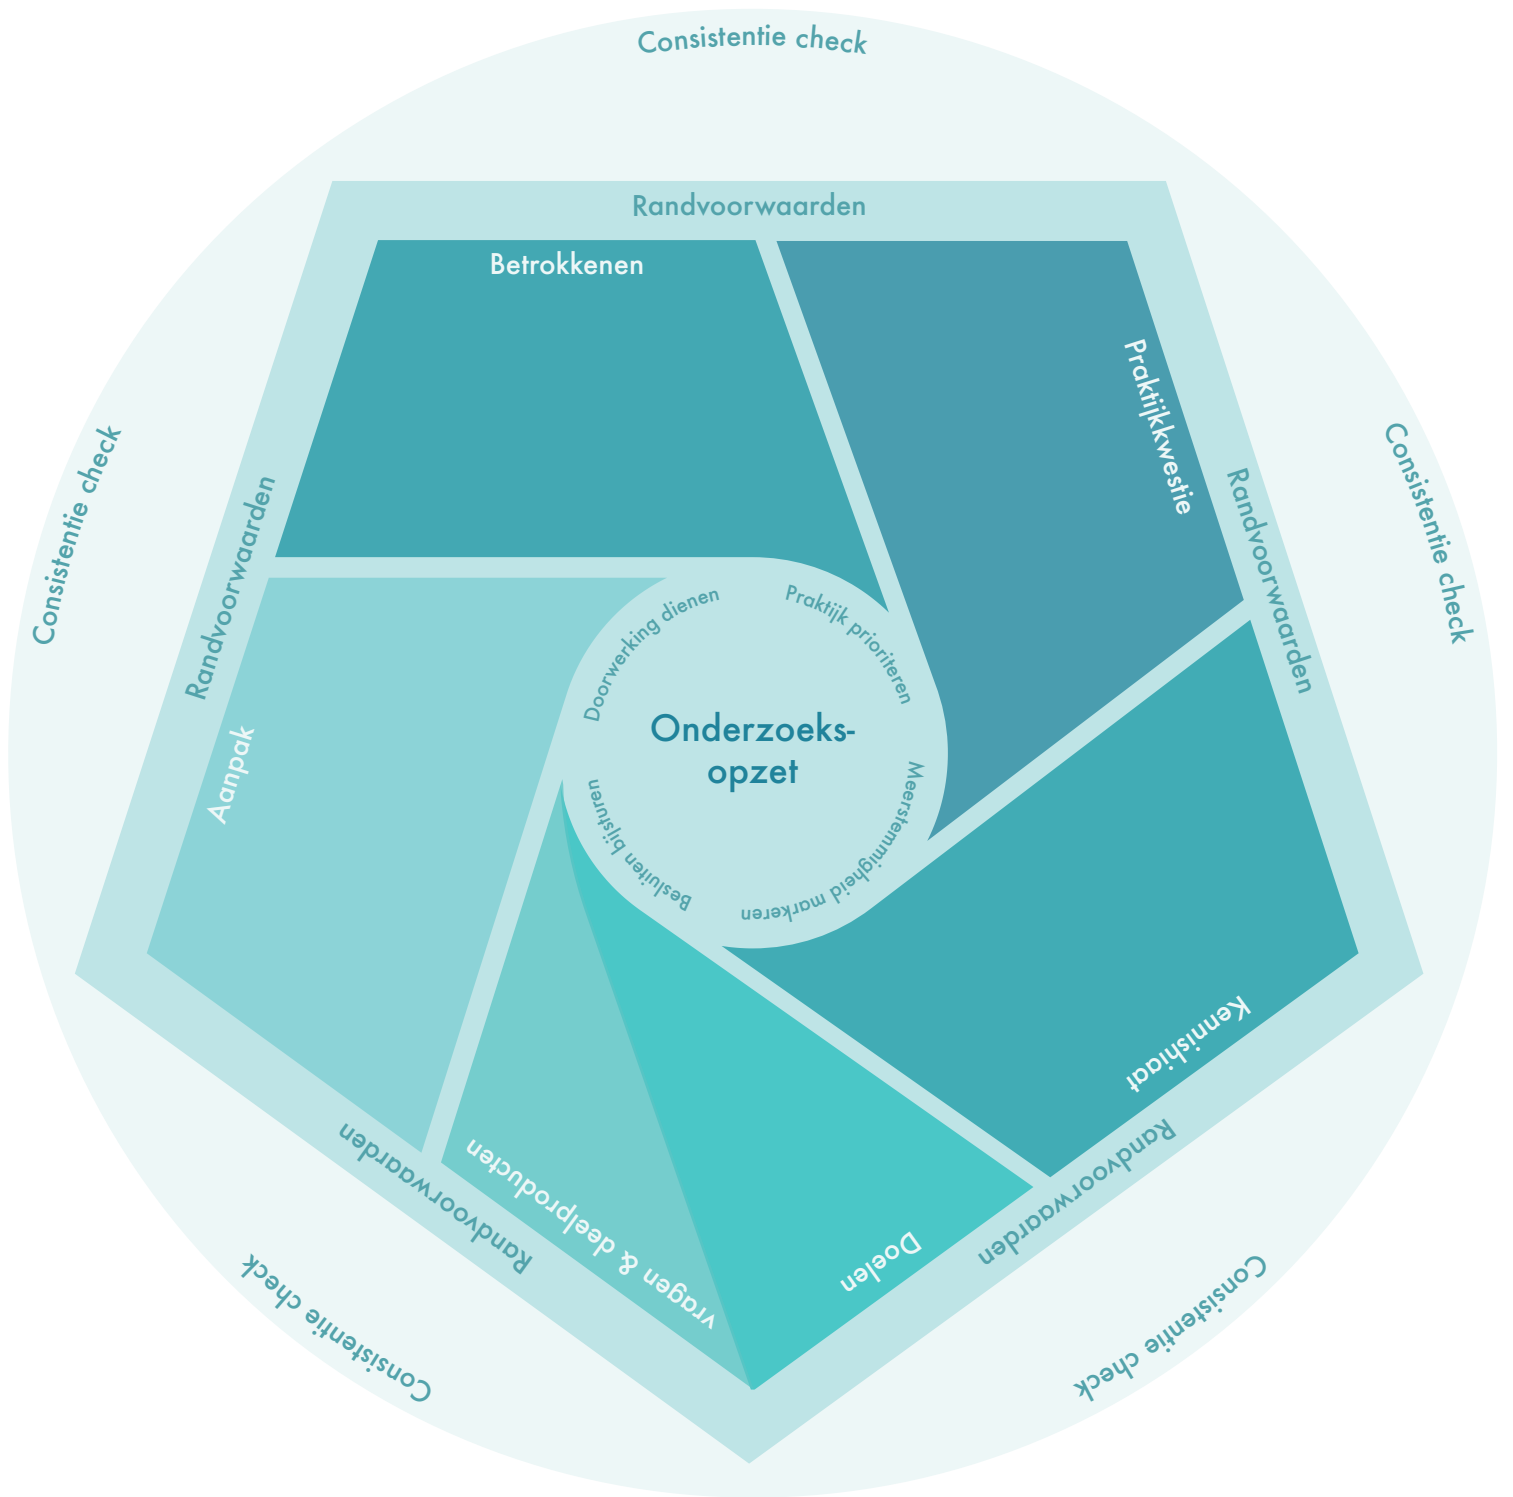 Consistentie check
Randvoorwaarden
Betrokkenen
Praktijkkwestie
Consistentie check
Consistentie check
Randvoorwaarden
Randvoorwaarden
Doorwerking dienen
Praktijk prioriteren
Onderzoeks-
opzet
Aanpak
Meerstemmigheid markeren
Besluiten bijsturen
Kennishiaat
Randvoorwaarden
Randvoorwaarden
vragen & deelproducten
Doelen
Consistentie check
Consistentie check